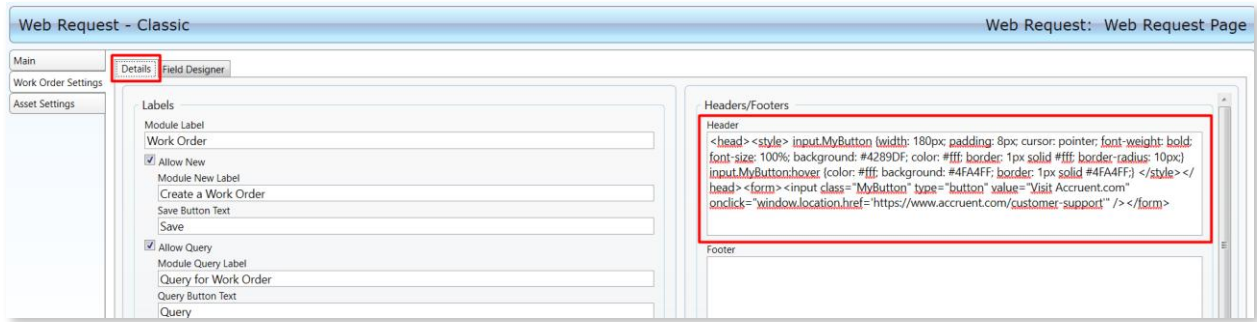 Web Request - Classic
Web Request: Web Request Page
Main
Work Order Settings
Asset Settings
Details
Field Designer
Labels
Module Label
Work Order
Allow New
Module New Label
Create a Work Order
Save Button Text
Save
Allow Query
Module Query Label
Query for Work Order
Query Button Text
Query
Headers/Footers
Header
<head><style> input.MyButton {width: 180px; padding: 8px; cursor: pointer; font-weight: bold;
font-size: 100%; background: #4289DF; color: #fff; border: 1px solid #fff; border-radius: 10px;}
input.MyButton:hover {color: #fff; background: #4FA4FF; border: 1px solid #4FA4FF;} </style></
head><form><input class="MyButton" type="button" value="Visit Accruent.com"
onclick="window.location.href='https://www.accruent.com/customer-support'" /></form>
Footer